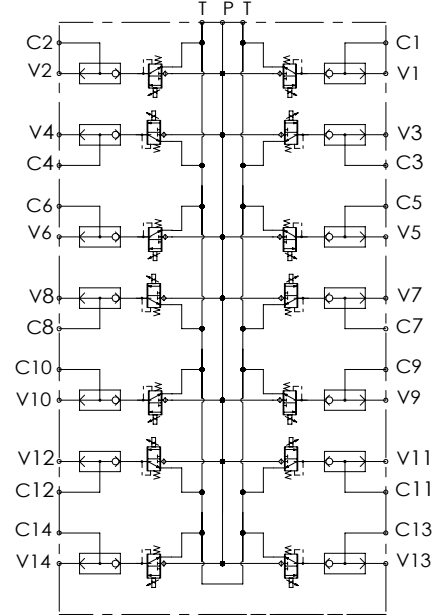 T P T
C2 C1
V2 V1
V4 V3
C4 C3
C6 C5
V6 V5
V8 V7
C8 C7
C10 C9
V10 V9
V12 V11
C12 C11
C14 C13
V14 V13